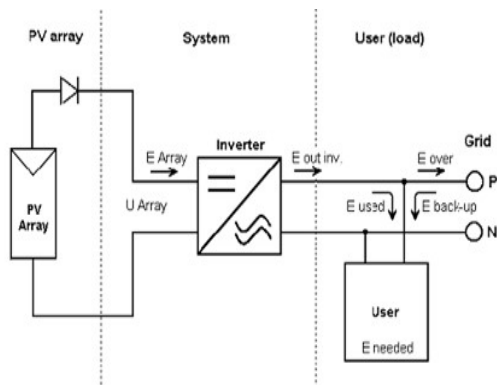 PV array
System
User (load)
Grid
Inverter
E Array
E out inv.
E over
P
PV
Array
U Array
E used
E back-up
N
User
E needed